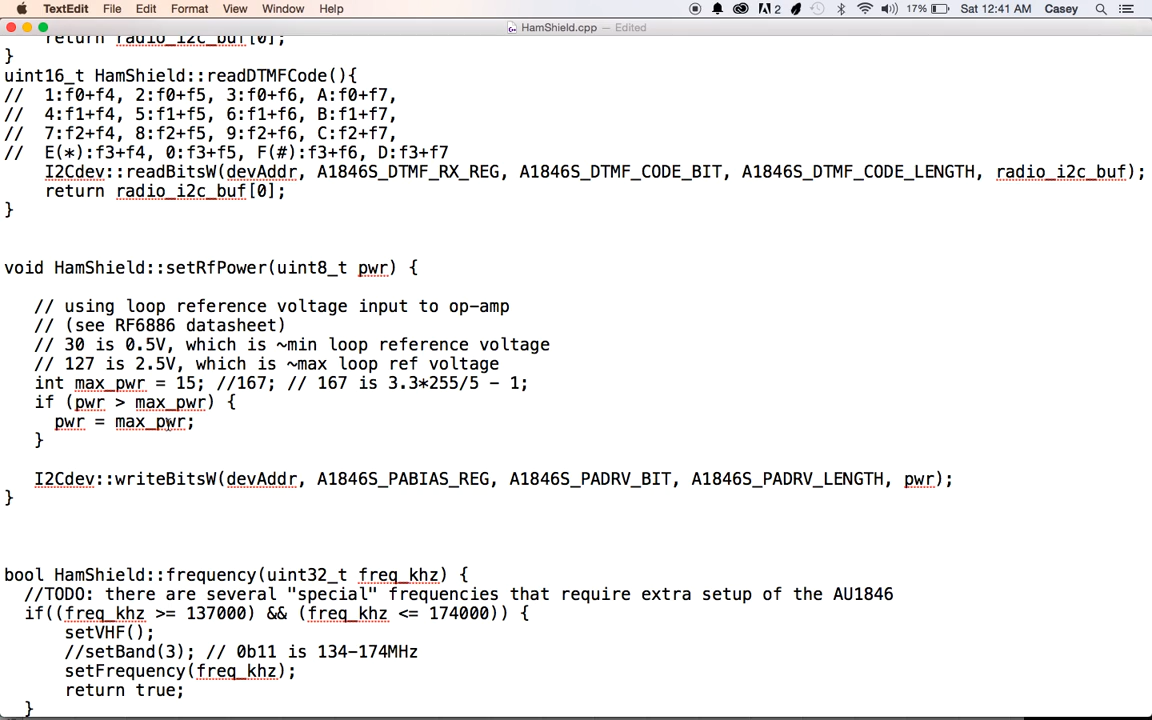 TextEdit File Edit Format View Window Help 2 17% Sat 12:41 AM Casey
HamShield.cpp — Edited
return radio_i2c_buf[0];
}
uint16_t HamShield::readDTMFCode(){
// 1:f0+f4, 2:f0+f5, 3:f0+f6, A:f0+f7,
// 4:f1+f4, 5:f1+f5, 6:f1+f6, B:f1+f7,
// 7:f2+f4, 8:f2+f5, 9:f2+f6, C:f2+f7,
// E(*):f3+f4, 0:f3+f5, F(#):f3+f6, D:f3+f7
I2Cdev::readBitsW(devAddr, A1846S_DTMF_RX_REG, A1846S_DTMF_CODE_BIT, A1846S_DTMF_CODE_LENGTH, radio_i2c_buf);
return radio_i2c_buf[0];
}
void HamShield::setRfPower(uint8_t pwr) {
// using loop reference voltage input to op-amp
// (see RF6886 datasheet)
// 30 is 0.5V, which is ~min loop reference voltage
// 127 is 2.5V, which is ~max loop ref voltage
int max_pwr = 15; //167; // 167 is 3.3*255/5 - 1;
if (pwr > max_pwr) {
pwr = max_pwr;
}
I2Cdev::writeBitsW(devAddr, A1846S_PABIAS_REG, A1846S_PADRV_BIT, A1846S_PADRV_LENGTH, pwr);
}
bool HamShield::frequency(uint32_t freq_khz) {
//TODO: there are several "special" frequencies that require extra setup of the AU1846
if((freq_khz >= 137000) && (freq_khz <= 174000)) {
setVHF();
//setBand(3); // 0b11 is 134-174MHz
setFrequency(freq_khz);
return true;
}